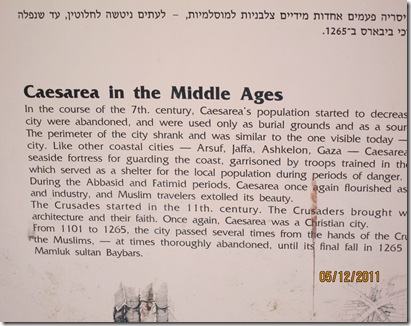 יסריה פעמים אחדות מידיים צלבניות למוסלמיות, – לעתים ניטשה לחלוטין, עד שנפלה
כי ביבארס ב־1265.
Caesarea in the Middle Ages
In the course of the 7th. century, Caesarea's population started to decreas
city were abandoned, and were used only as burial grounds and as a sour
The perimeter of the city shrank and was similar to the one visible today —
city. Like other coastal cities — Arsuf, Jaffa, Ashkelon, Gaza — Caesarea
seaside fortress for guarding the coast, garrisoned by troops trained in the
which served as a shelter for the local population during periods of danger.
During the Abbasid and Fatimid periods, Caesarea once again flourished as
and industry, and Muslim travelers extolled its beauty.
The Crusades started in the 11th. century. The Crusaders brought w
architecture and their faith. Once again, Caesarea was a Christian city.
From 1101 to 1265, the city passed several times from the hands of the Cru
the Muslims, — at times thoroughly abandoned, until its final fall in 1265
Mamluk sultan Baybars.
05/12/2011